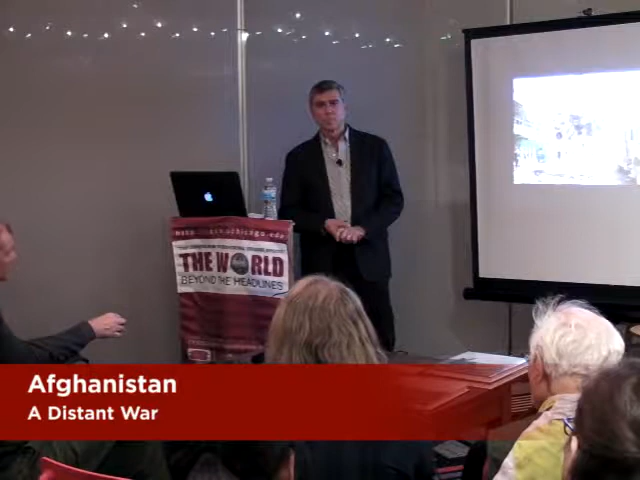 THE WORLD
BEYOND THE HEADLINES
Afghanistan
A Distant War